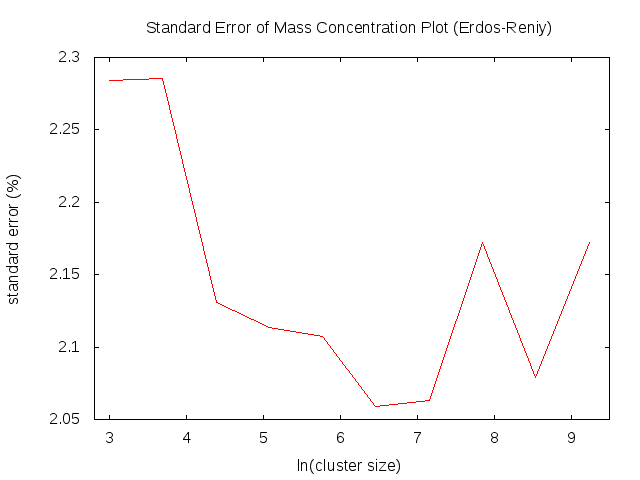 Standard Error of Mass Concentration Plot (Erdos-Reniy)
2.3
2.25
2.2
2.15
2.1
2.05
standard error (%)
3 4 5 6 7 8 9
ln(cluster size)